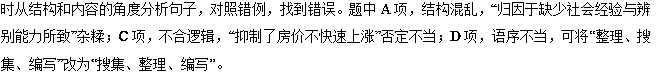 时从结构和内容的角度分析句子，对照错例，找到错误。题中 A 项，结构混乱，“归因于缺少社会经验与辨
别能力所致”杂糅；C 项，不合逻辑，“抑制了房价不快速上涨”否定不当；D 项，语序不当，可将“整理、搜
集、编写”改为“搜集、整理、编写”。